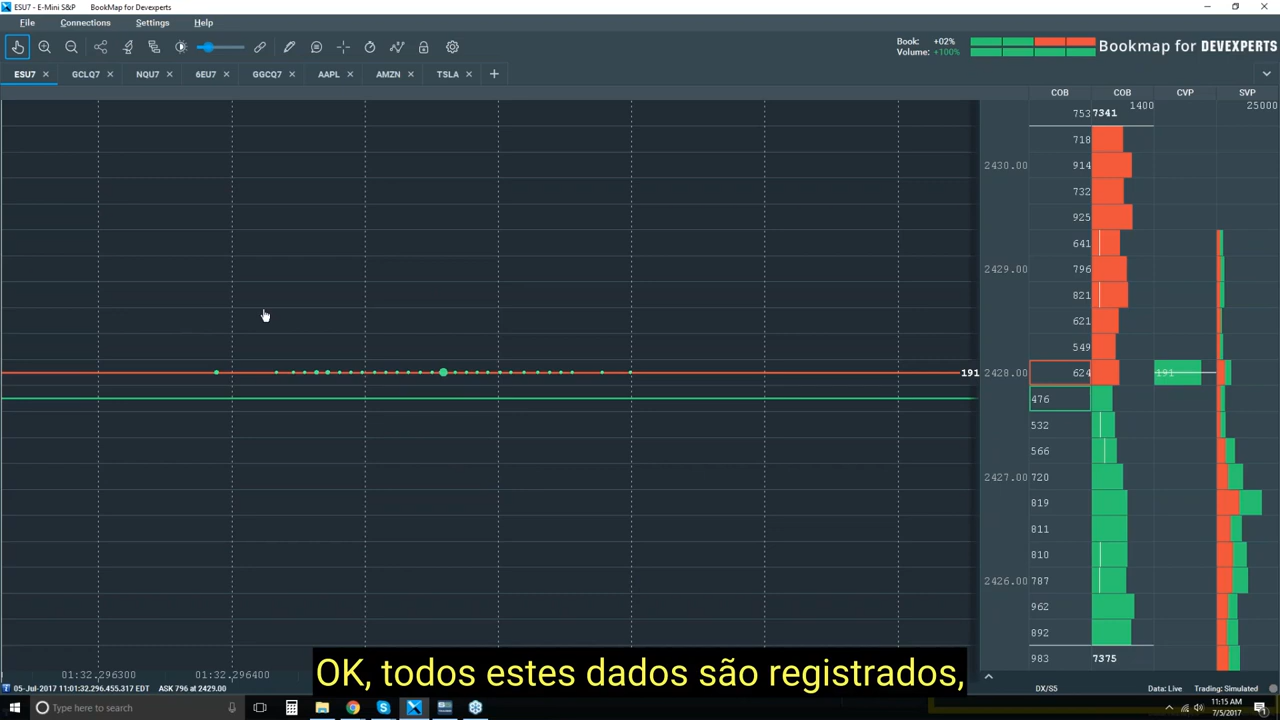 ESU7 - E-Mini S&P BookMap for Devexperts
File Connections Settings Help
Book: +02%
Volume: +100%
Bookmap for DEVEXPERTS
ESU7 GCLQ7 NQU7 6EU7 GGCQ7 AAPL AMZN TSLA
COB COB CVP SVP
753 7341 1400 25000
718
2430.00 914
732
925
641
2429.00 796
821
621
549
191 2428.00 624 191
476
532
566
2427.00 720
819
811
810
2426.00 787
962
892
983 7375
01:32.296300 01:32.296400
OK, todos estes dados são registrados,
05-Jul-2017 11:01:32.296.455.317 EDT ASK 796 at 2429.00
DX/S5 Data: Live Trading: Simulated
Type here to search
11:15 AM
7/5/2017